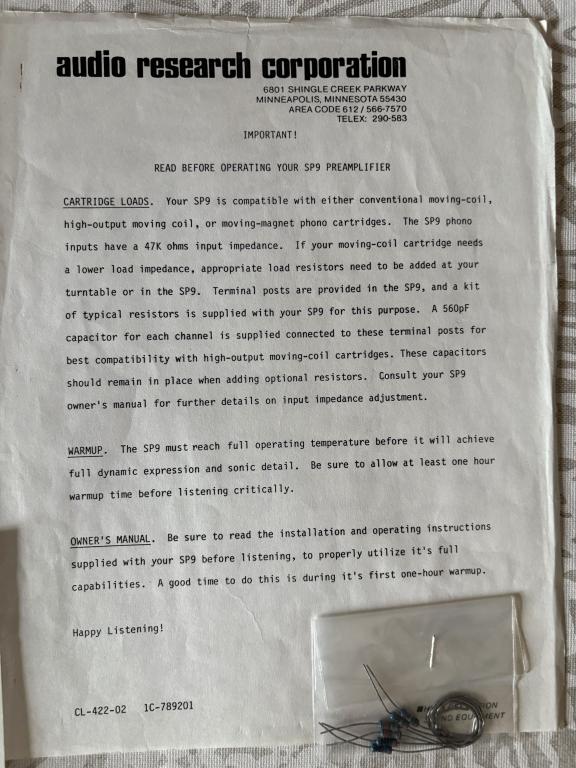 audio research corporation
6801 SHINGLE CREEK PARKWAY
MINNEAPOLIS, MINNESOTA 55430
AREA CODE 612 / 566-7570
TELEX: 290-583
IMPORTANT!
READ BEFORE OPERATING YOUR SP9 PREAMPLIFIER
CARTRIDGE LOADS. Your SP9 is compatible with either conventional moving-coil,
high-output moving coil, or moving-magnet phono cartridges. The SP9 phono
inputs have a 47K ohms input impedance. If your moving-coil cartridge needs
a lower load impedance, appropriate load resistors need to be added at your
turntable or in the SP9. Terminal posts are provided in the SP9, and a kit
of typical resistors is supplied with your SP9 for this purpose. A 560pF
capacitor for each channel is supplied connected to these terminal posts for
best compatibility with high-output moving-coil cartridges. These capacitors
should remain in place when adding optional resistors. Consult your SP9
owner's manual for further details on input impedance adjustment.
WARMUP. The SP9 must reach full operating temperature before it will achieve
full dynamic expression and sonic detail. Be sure to allow at least one hour
warmup time before listening critically.
OWNER'S MANUAL. Be sure to read the installation and operating instructions
supplied with your SP9 before listening, to properly utilize it's full
capabilities. A good time to do this is during it's first one-hour warmup.
Happy Listening!
CL-422-02 1C-789201